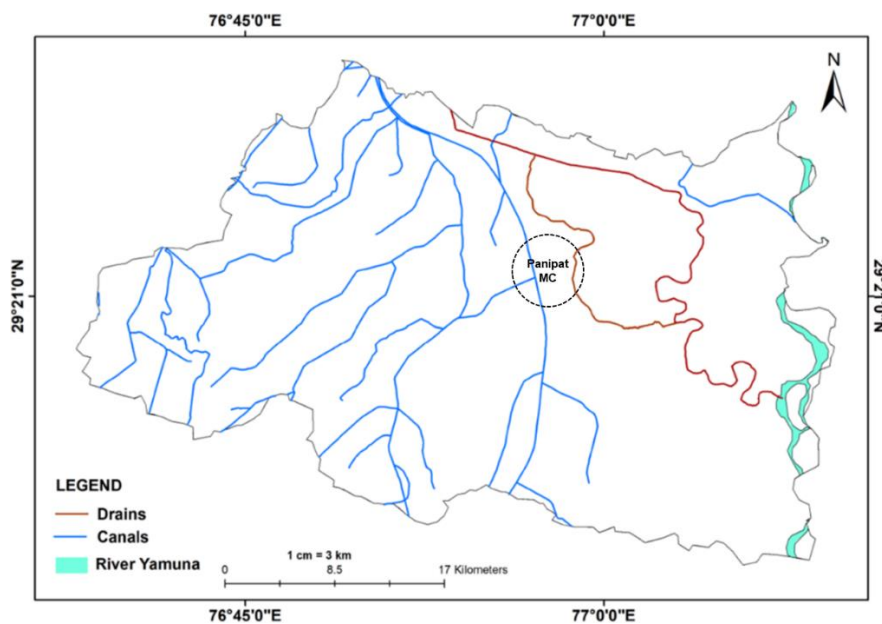 76°45'0"E
77°0'0"E
N
29°21'0"N
29°21'0"N
Panipat
MC
LEGEND
Drains
Canals
River Yamuna
1 cm = 3 km
0
8.5
17 Kilometers
76°45'0"E
77°0'0"E